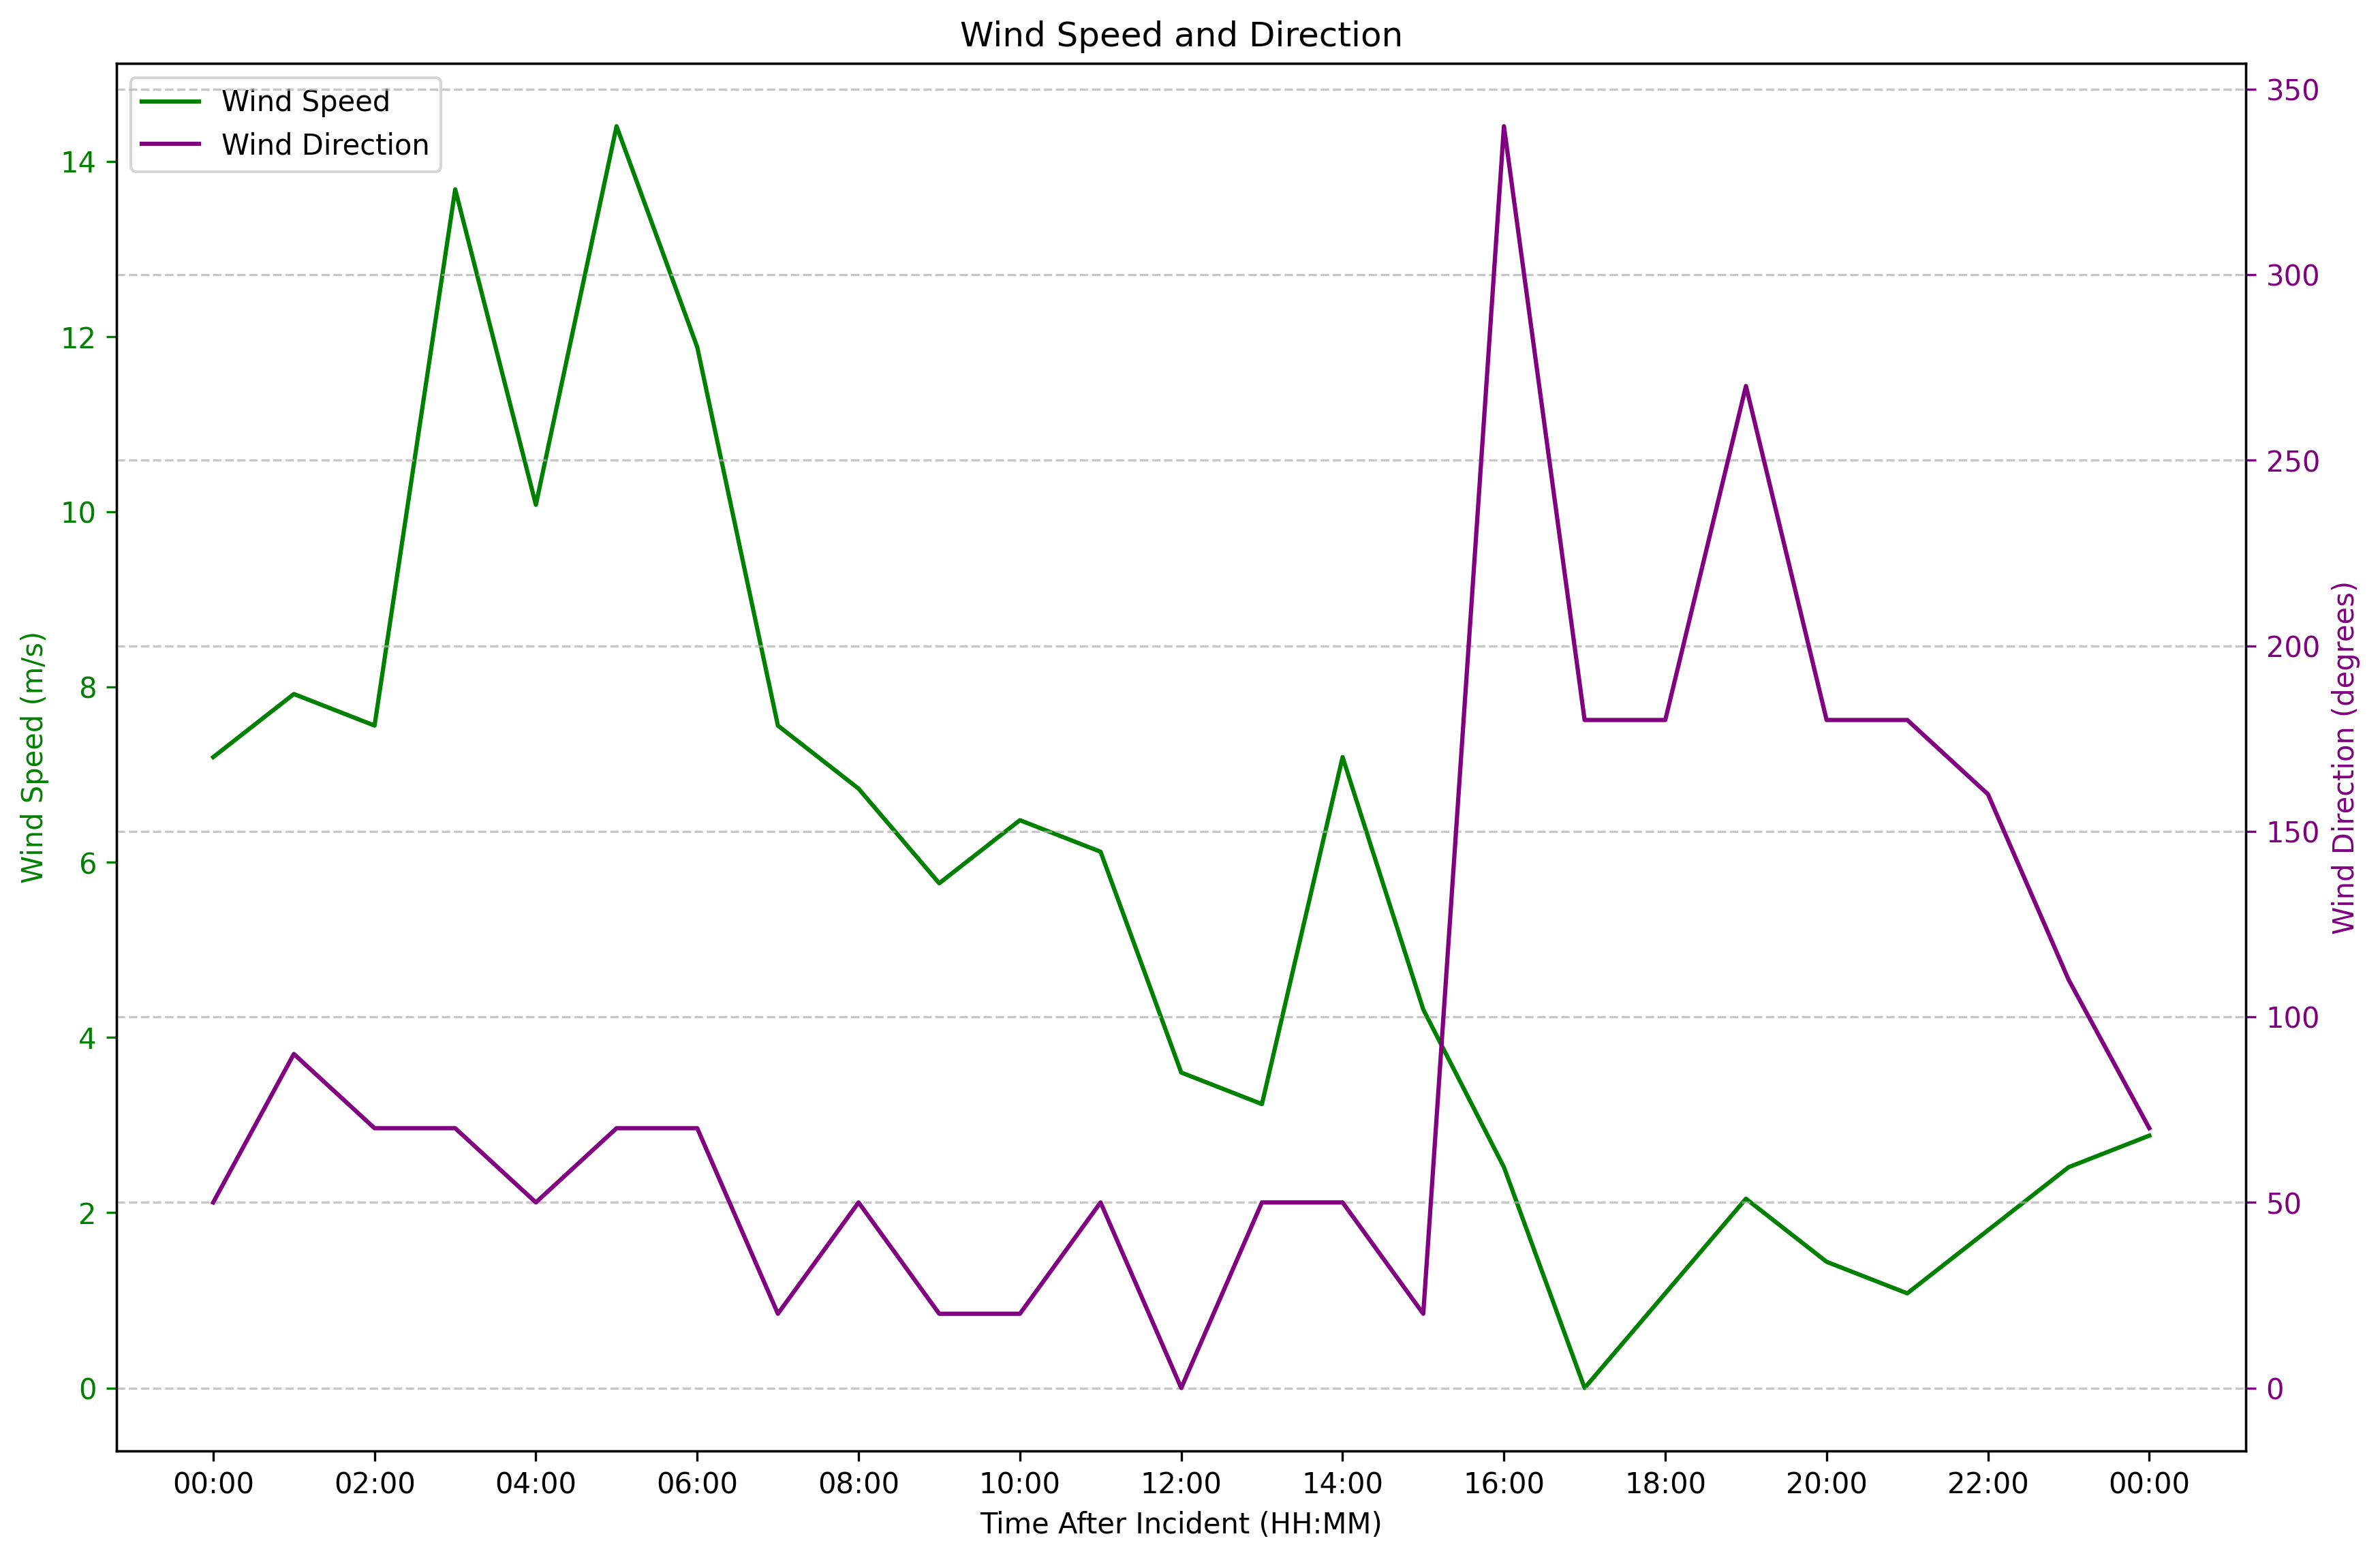 Wind Speed and Direction
Wind Speed
Wind Direction
14
12
10
8
6
4
2
0
Wind Speed (m/s)
350
300
250
200
150
100
50
0
Wind Direction (degrees)
00:00 02:00 04:00 06:00 08:00 10:00 12:00 14:00 16:00 18:00 20:00 22:00 00:00
Time After Incident (HH:MM)